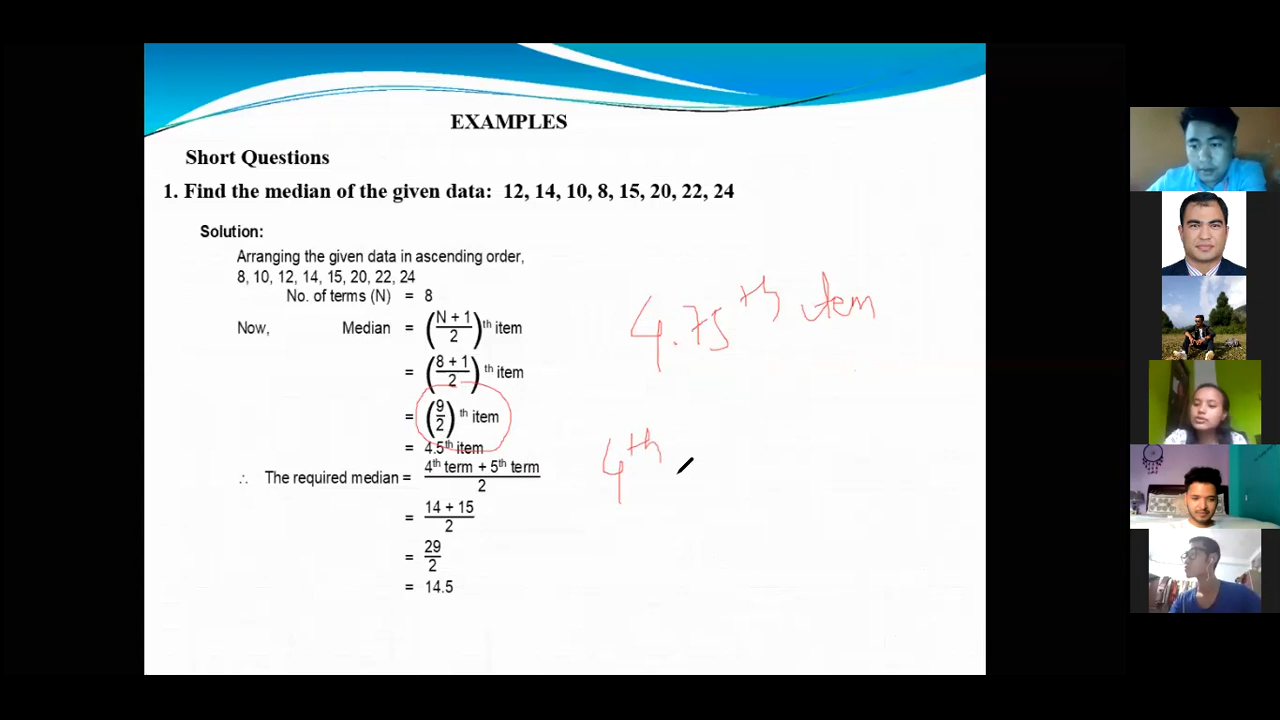 EXAMPLES
Short Questions
1. Find the median of the given data: 12, 14, 10, 8, 15, 20, 22, 24
Solution:
Arranging the given data in ascending order,
8, 10, 12, 14, 15, 20, 22, 24
No. of terms (N) = 8
Now, Median = (N + 1 / 2) th item
= (8 + 1 / 2) th item
= (9 / 2) th item
= 4.5th item
∴ The required median = 4th term + 5th term / 2
= 14 + 15 / 2
= 29 / 2
= 14.5
4.75th item
4th